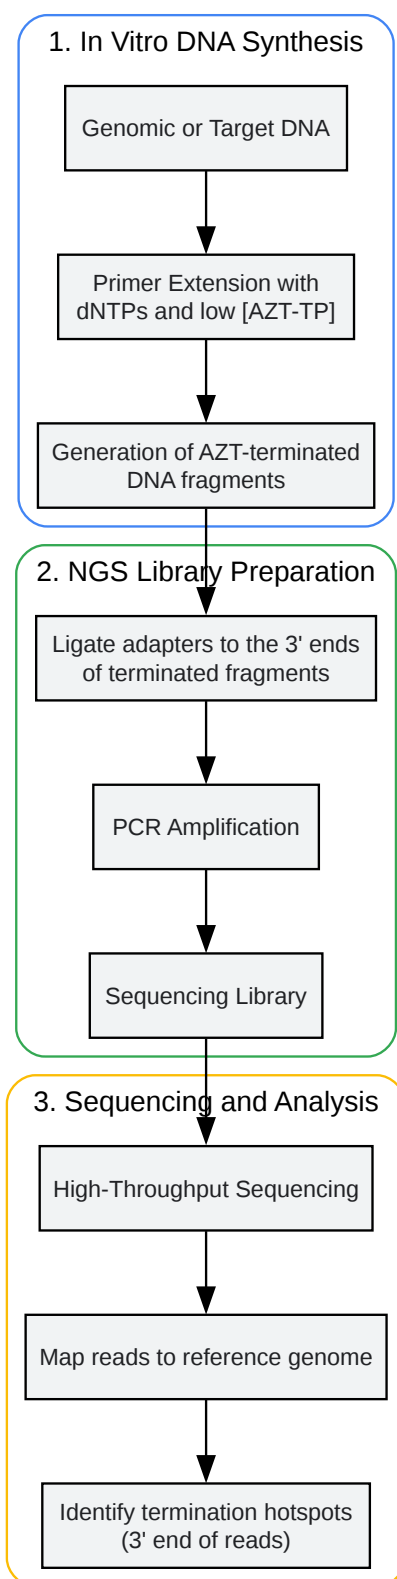 1. In Vitro DNA Synthesis
Genomic or Target DNA
Primer Extension with
dNTPs and low [AZT-TP]
Generation of AZT-terminated
DNA fragments
2. NGS Library Preparation
Ligate adapters to the 3' ends
of terminated fragments
PCR Amplification
Sequencing Library
3. Sequencing and Analysis
High-Throughput Sequencing
Map reads to reference genome
Identify termination hotspots
(3' end of reads)